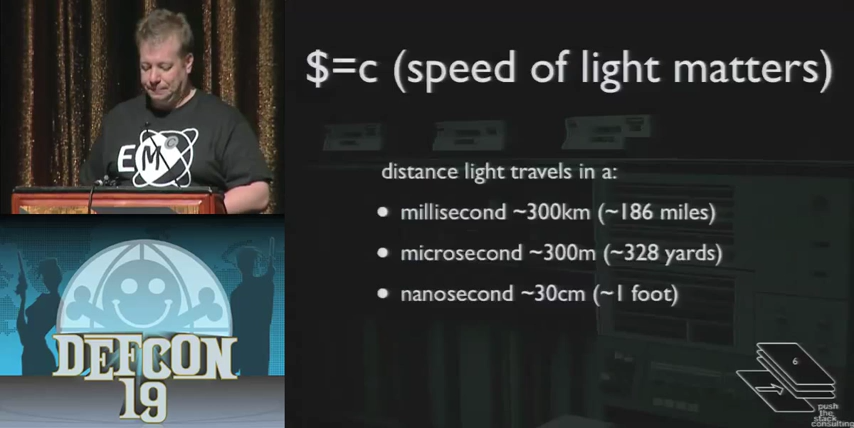 $=c (speed of light matters)
distance light travels in a:
millisecond ~300km (~186 miles)
microsecond ~300m (~328 yards)
nanosecond ~30cm (~1 foot)
6
push
the
stack
consulting
EM
DEFCON
19